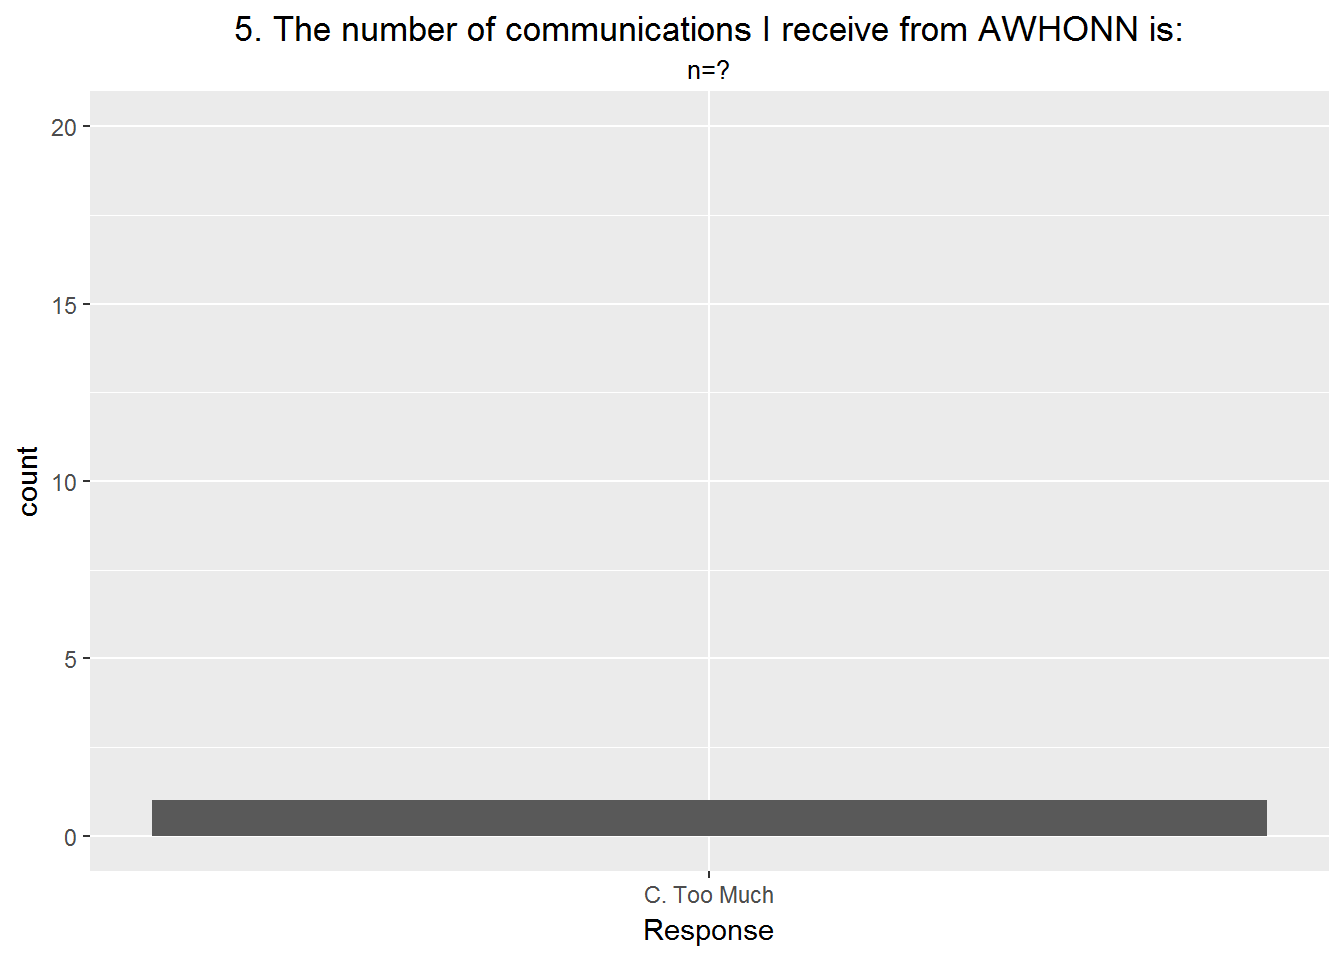 5. The number of communications I receive from AWHONN is:
n=?
20
15
10
5
0
count
C. Too Much
Response